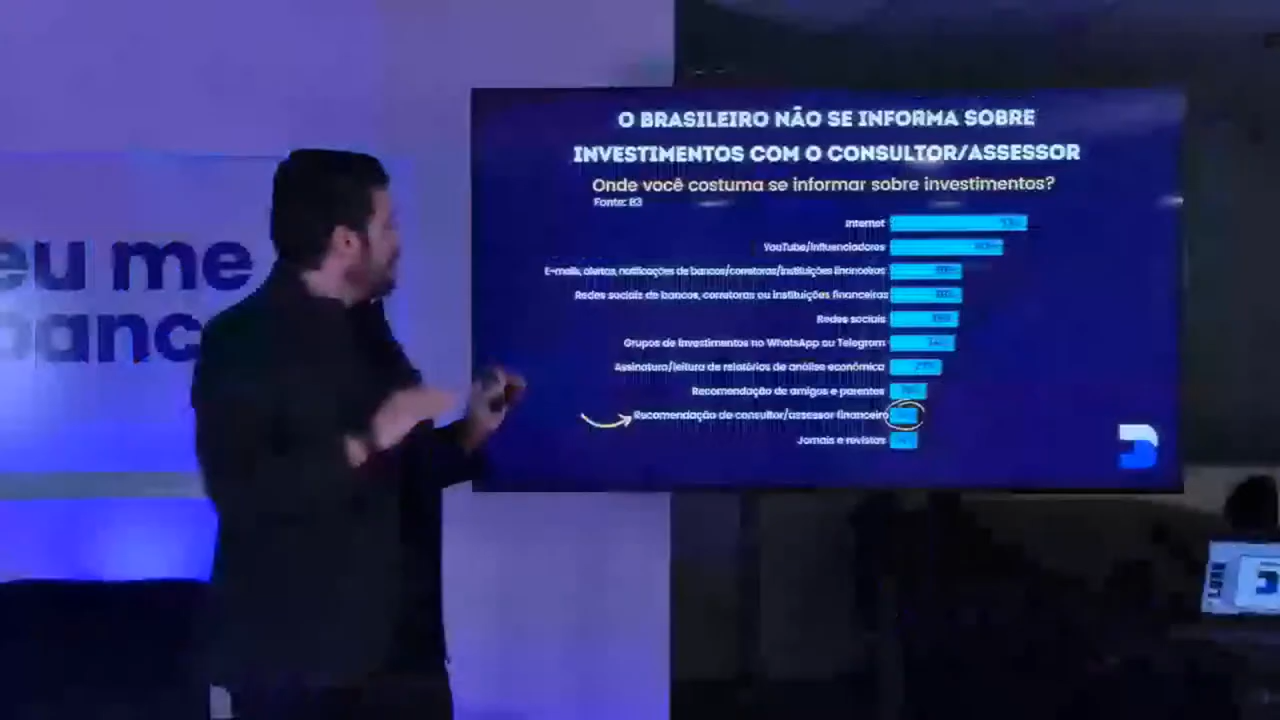 eu me
banc
O BRASILEIRO NÃO SE INFORMA SOBRE
INVESTIMENTOS COM O CONSULTOR/ASSESSOR
Onde você costuma se informar sobre investimentos?
Fonte: B3
Internet
YouTube/Influenciadores
E-mails, alertas, notificações de bancos/corretoras/instituições financeiras
Redes sociais de bancos, corretoras ou instituições financeiras
Redes sociais
Grupos de investimentos no WhatsApp ou Telegram
Assinatura/leitura de relatórios de análise econômica
Recomendação de amigos e parentes
Recomendação de consultor/assessor financeiro
Jornais e revistas